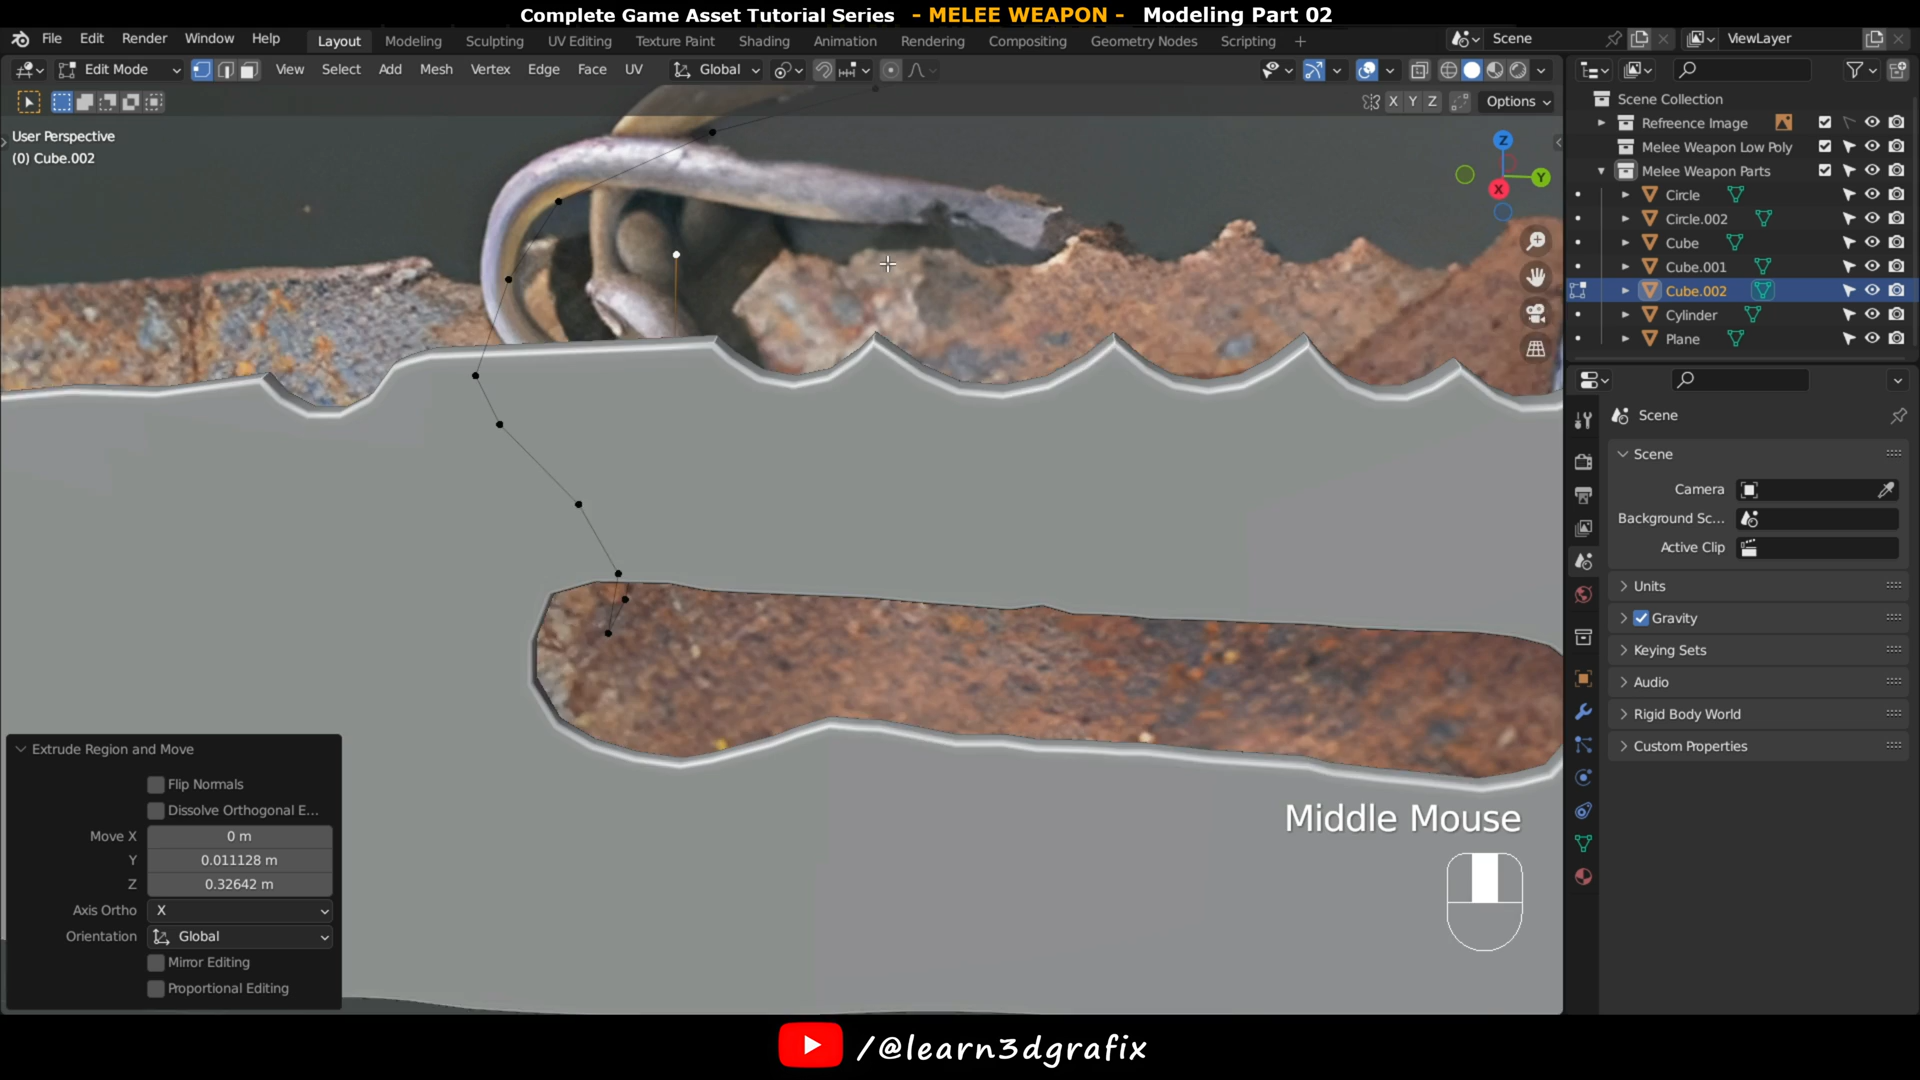 Complete Game Asset Tutorial Series - MELEE WEAPON - Modeling Part 02
File Edit Render Window Help Layout Modeling Sculpting UV Editing Texture Paint Shading Animation Rendering Compositing Geometry Nodes Scripting + Scene ViewLayer
Edit Mode View Select Add Mesh Vertex Edge Face UV Global
X Y Z Options
User Perspective
(0) Cube.002
Z
Y
X
Scene Collection
Refreence Image
Melee Weapon Low Poly
Melee Weapon Parts
Circle
Circle.002
Cube
Cube.001
Cube.002
Cylinder
Plane
Scene
Scene
Camera
Background Sc...
Active Clip
Units
Gravity
Keying Sets
Audio
Rigid Body World
Custom Properties
Extrude Region and Move
Flip Normals
Dissolve Orthogonal E...
Move X 0 m
Y 0.011128 m
Z 0.32642 m
Axis Ortho X
Orientation Global
Mirror Editing
Proportional Editing
Middle Mouse
/@learn3dgrafix